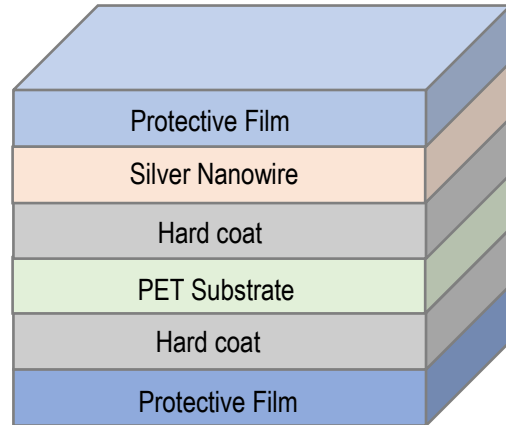 Protective Film
Silver Nanowire
Hard coat
PET Substrate
Hard coat
Protective Film